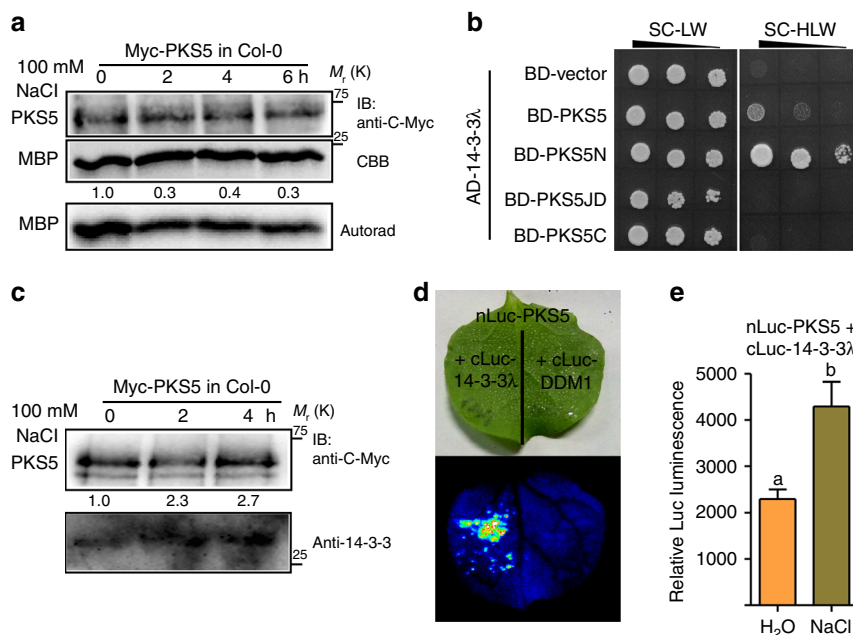 a
Myc-PKS5 in Col-0
100 mM NaCl
0 2 4 6 h
Mr (K)
75
PKS5
IB: anti-C-Myc
25
MBP
CBB
1.0 0.3 0.4 0.3
MBP
Autorad
b
SC-LW SC-HLW
AD-14-3-3λ
BD-vector
BD-PKS5
BD-PKS5N
BD-PKS5JD
BD-PKS5C
c
Myc-PKS5 in Col-0
100 mM NaCl
0 2 4 h
Mr (K)
75
PKS5
IB: anti-C-Myc
1.0 2.3 2.7
Anti-14-3-3
25
d
nLuc-PKS5
+ cLuc-14-3-3λ
+ cLuc-DDM1
e
nLuc-PKS5 +
cLuc-14-3-3λ
Relative Luc luminescence
5000
4000
3000
2000
1000
a
b
H₂O NaCl